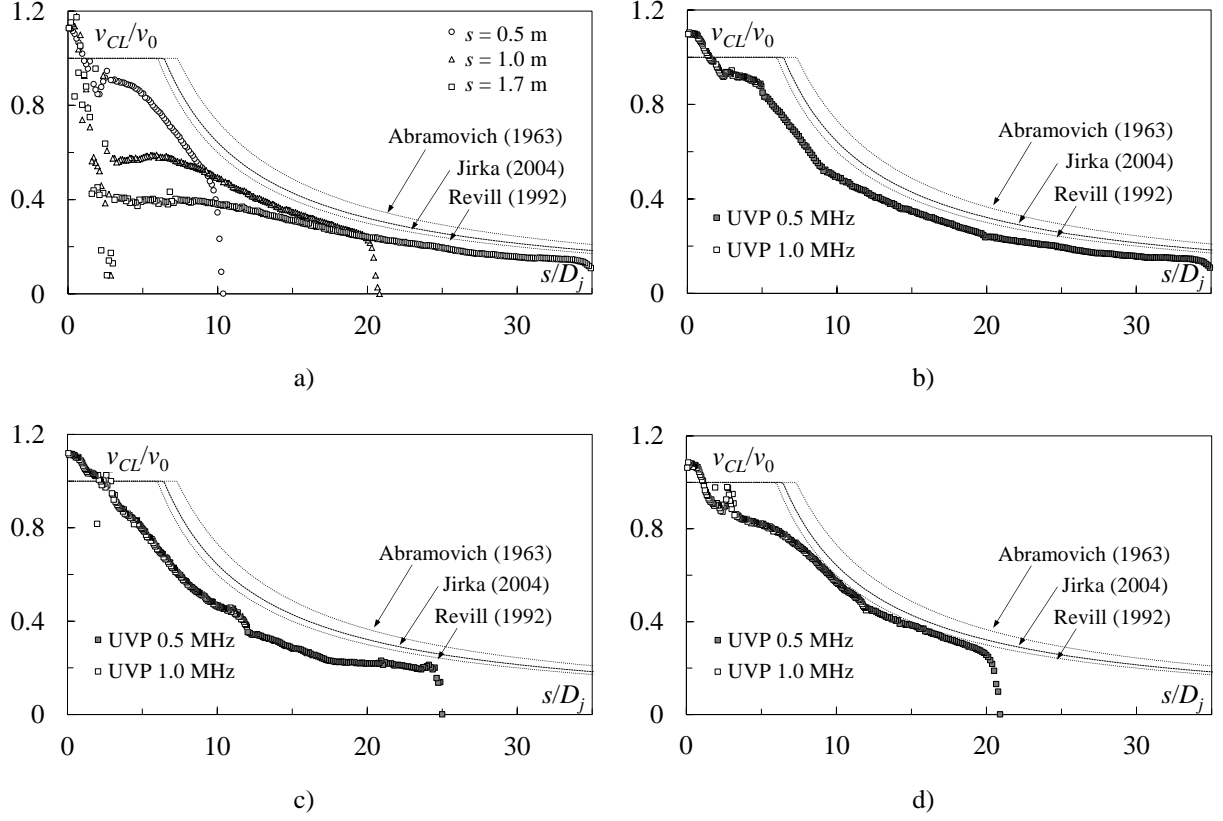 1.2
0.8
0.4
0
0 10 20 30
v_CL/v_0
s = 0.5 m
s = 1.0 m
s = 1.7 m
Abramovich (1963)
Jirka (2004)
Revill (1992)
s/D_j
a)
1.2
0.8
0.4
0
0 10 20 30
v_CL/v_0
Abramovich (1963)
Jirka (2004)
Revill (1992)
UVP 0.5 MHz
UVP 1.0 MHz
s/D_j
b)
1.2
0.8
0.4
0
0 10 20 30
v_CL/v_0
Abramovich (1963)
Jirka (2004)
Revill (1992)
UVP 0.5 MHz
UVP 1.0 MHz
s/D_j
c)
1.2
0.8
0.4
0
0 10 20 30
v_CL/v_0
Abramovich (1963)
Jirka (2004)
Revill (1992)
UVP 0.5 MHz
UVP 1.0 MHz
s/D_j
d)